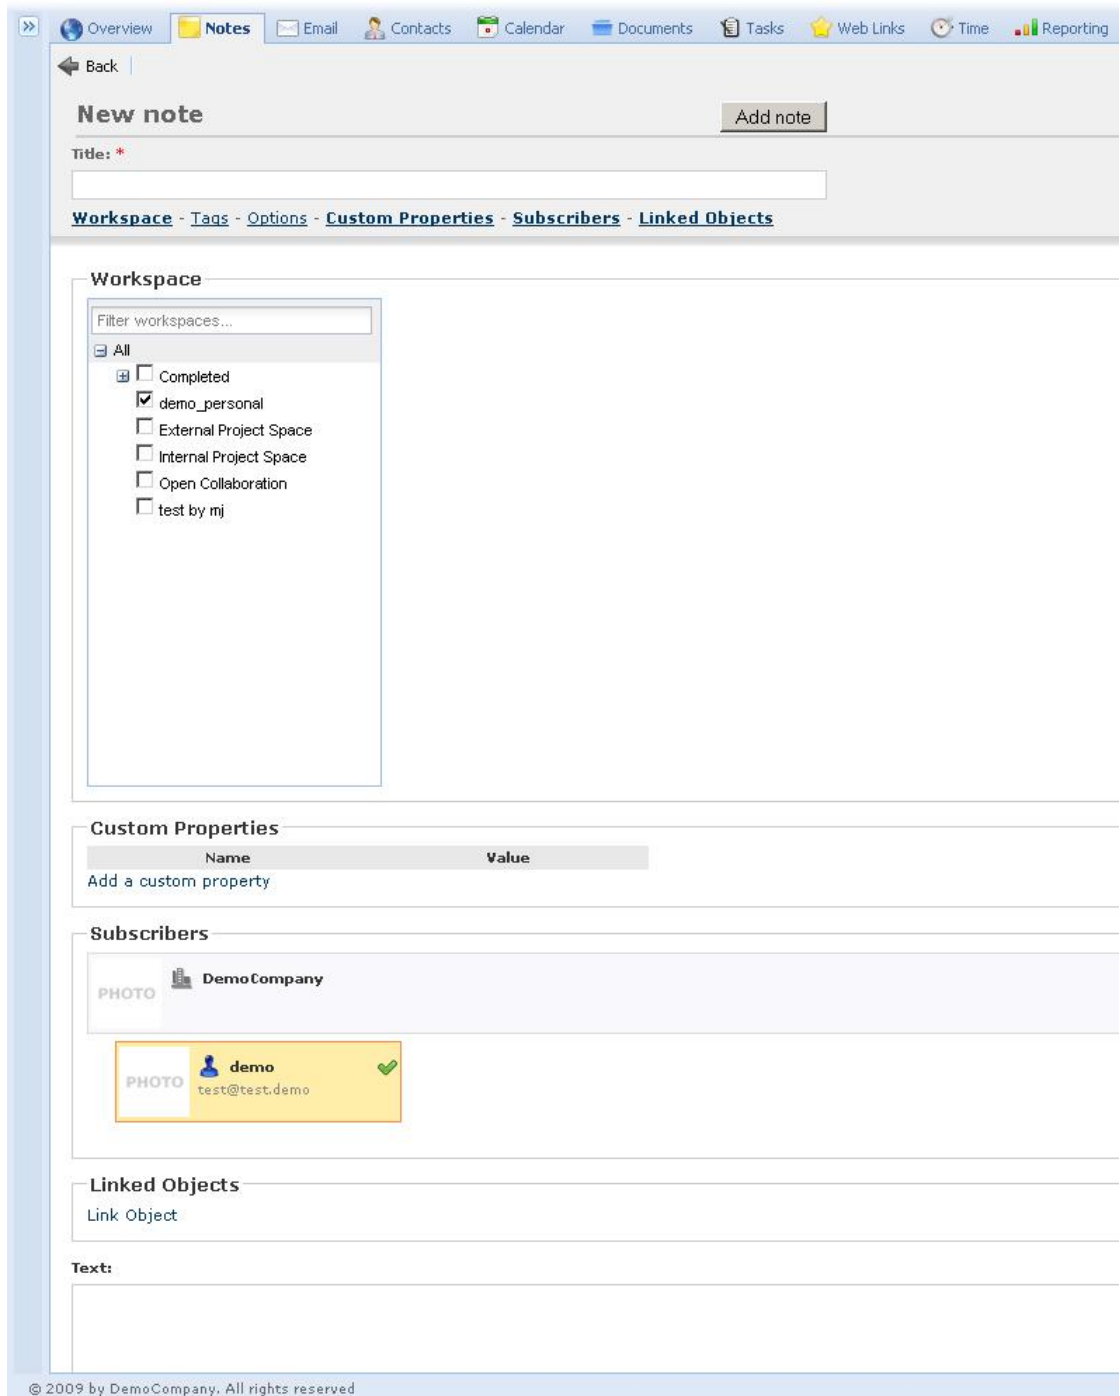 Overview Notes Email Contacts Calendar Documents Tasks Web Links Time Reporting
Back
New note Add note
Title: *
Workspace - Tags - Options - Custom Properties - Subscribers - Linked Objects
Workspace
Filter workspaces...
All
Completed
demo_personal
External Project Space
Internal Project Space
Open Collaboration
test by mj
Custom Properties
Name Value
Add a custom property
Subscribers
PHOTO DemoCompany
PHOTO demo
test@test.demo
Linked Objects
Link Object
Text:
© 2009 by DemoCompany. All rights reserved